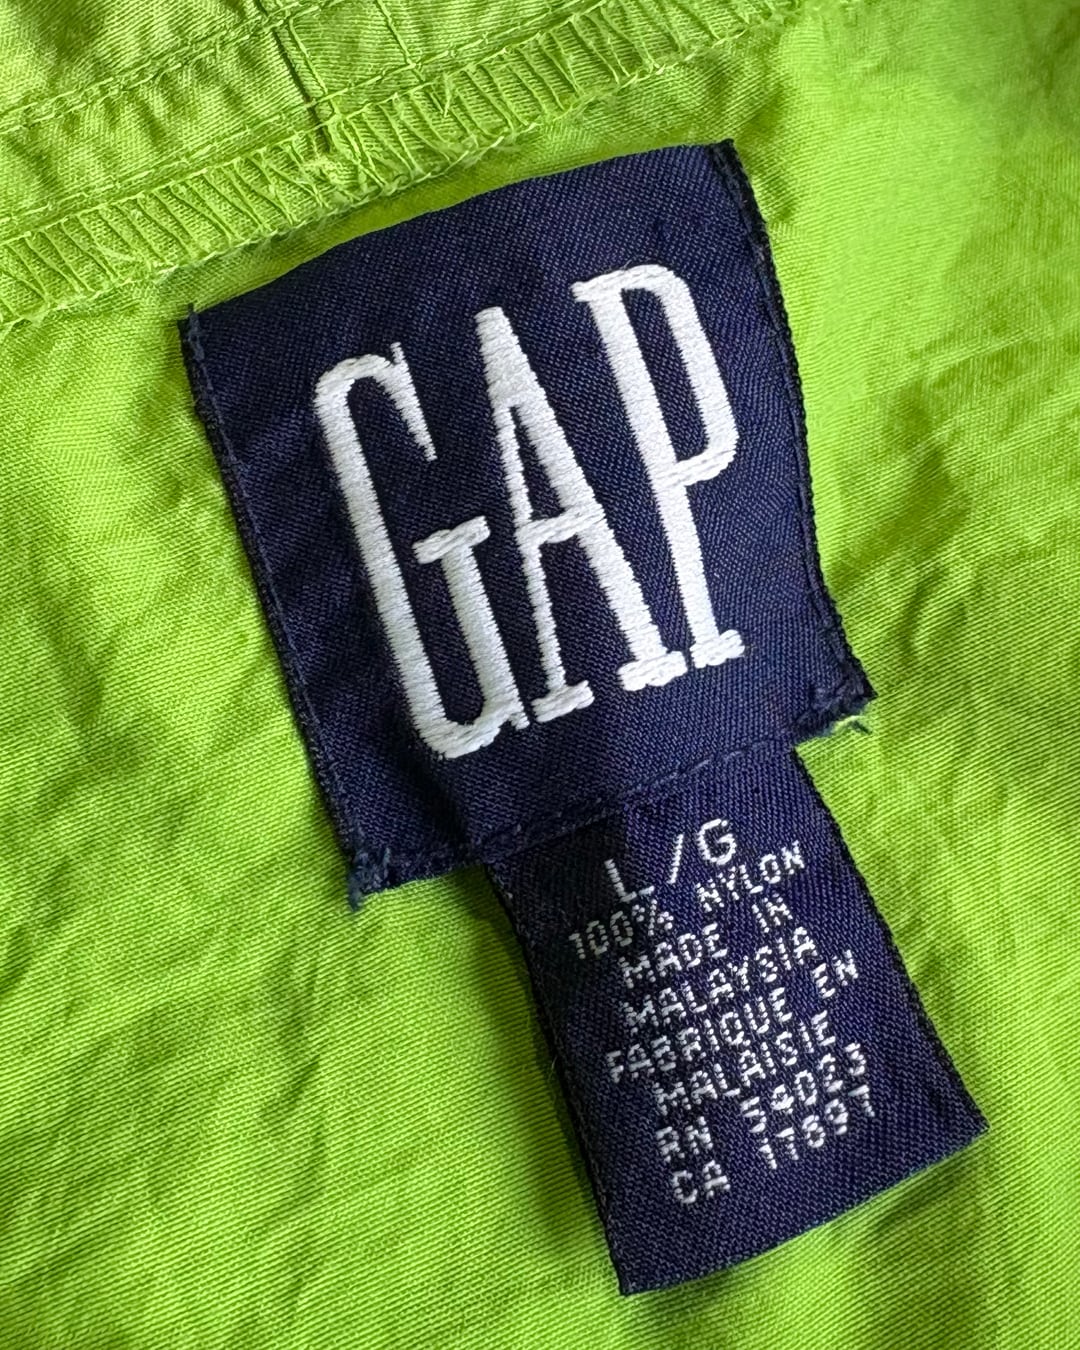 GAP
L/G
100% NYLON
MADE IN
MALAYSIA
FABRIQUE EN
MALAISIE
RN 54023
CA 17897